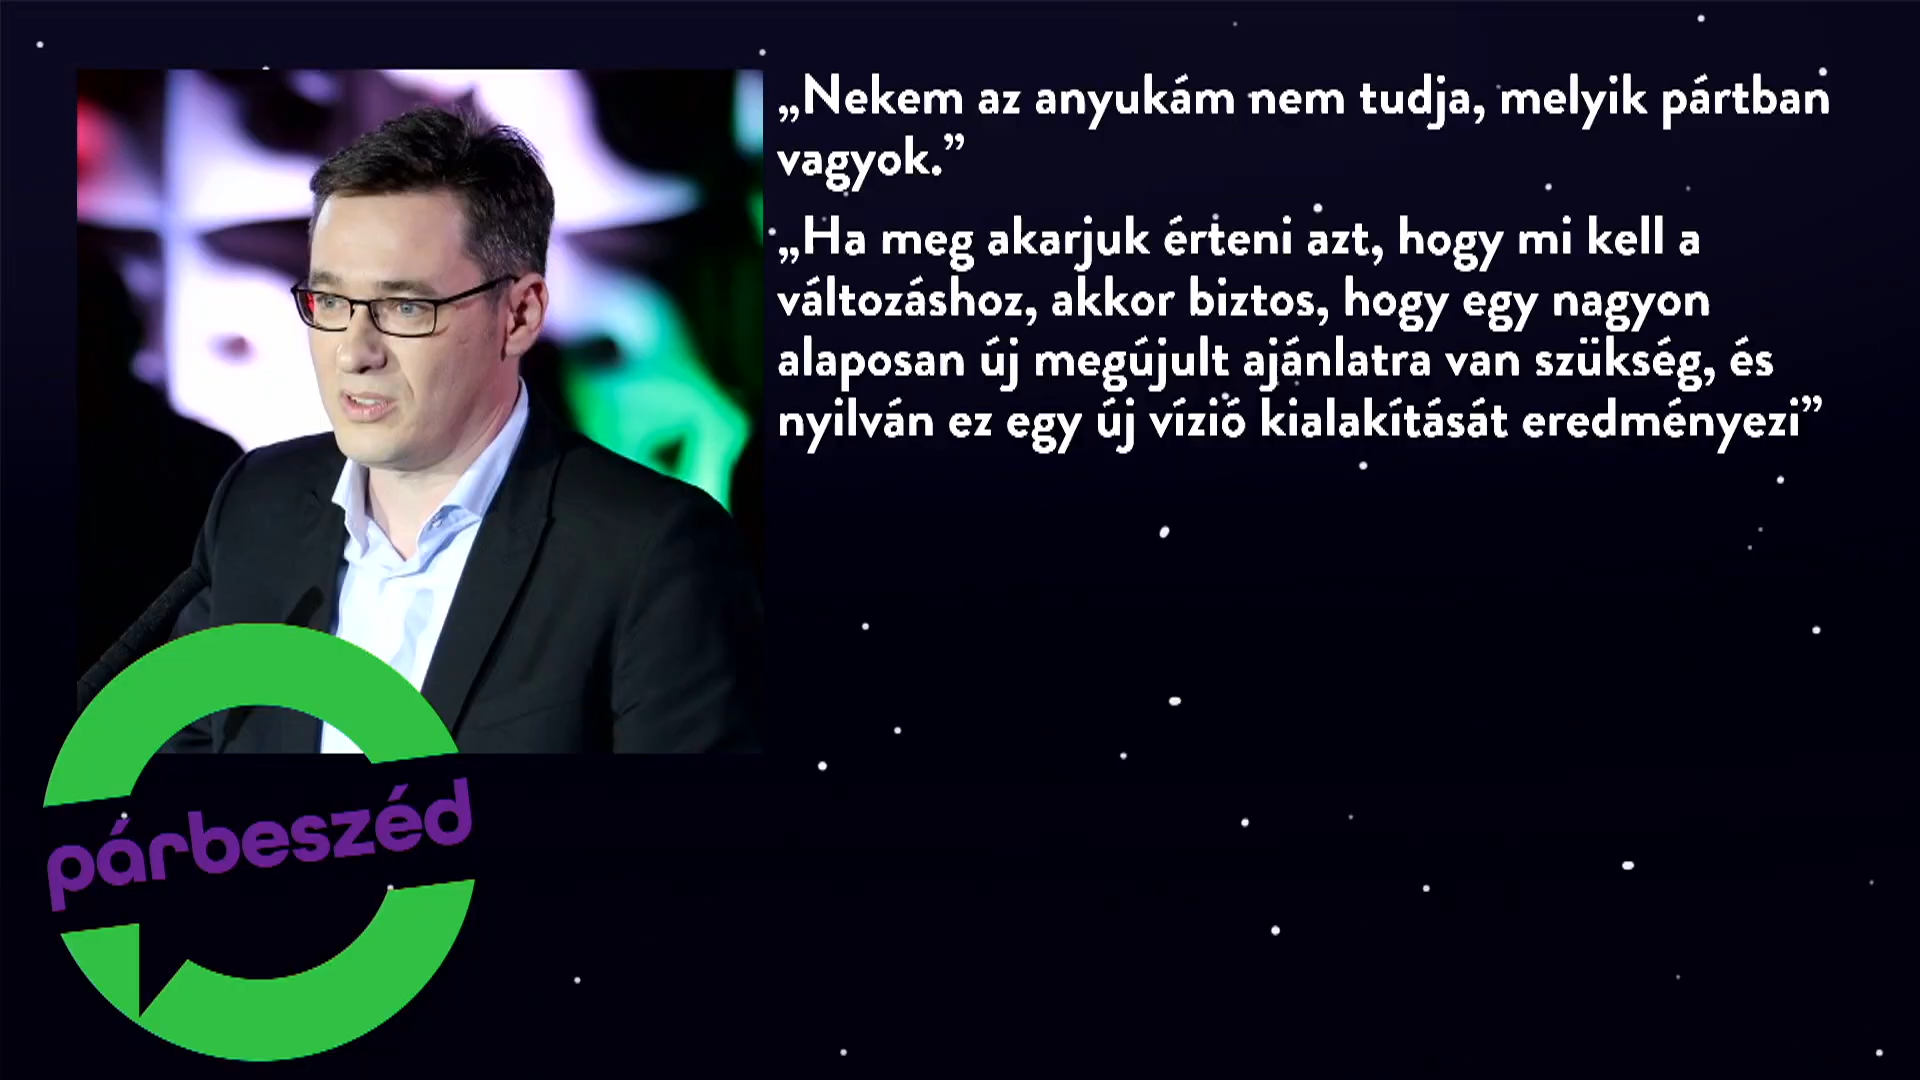 „Nekem az anyukám nem tudja, melyik pártban
vagyok.”
„Ha meg akarjuk érteni azt, hogy mi kell a
változáshoz, akkor biztos, hogy egy nagyon
alaposan új megújult ajánlatra van szükség, és
nyilván ez egy új vízió kialakítását eredményezi”
párbeszéd